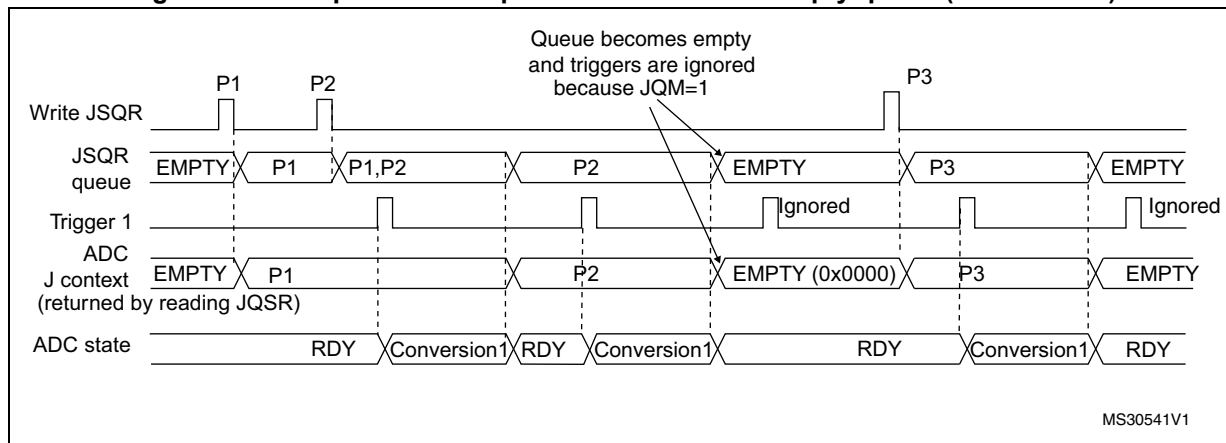 Queue becomes empty
and triggers are ignored
because JQM=1
P1
P2
P3
Write JSQR
JSQR
queue
EMPTY
P1
P1,P2
P2
EMPTY
P3
EMPTY
Trigger 1
Ignored
Ignored
ADC
J context
(returned by reading JQSR)
EMPTY
P1
P2
EMPTY (0x0000)
P3
EMPTY
ADC state
RDY
Conversion1
RDY
Conversion1
RDY
Conversion1
RDY
MS30541V1